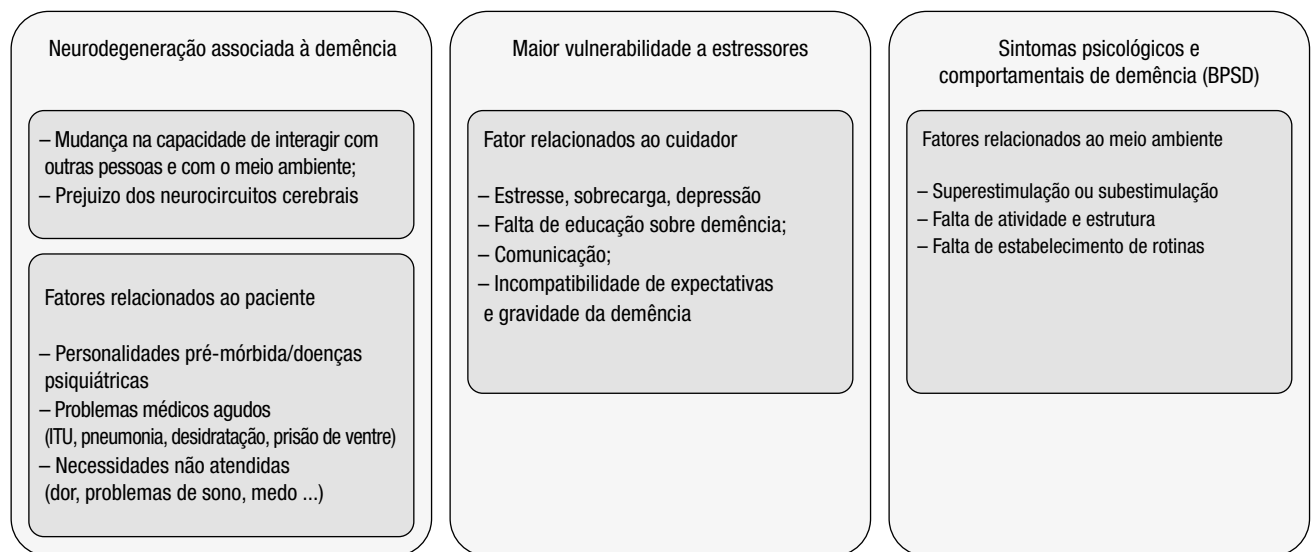 Neurodegeneração associada à demência
– Mudança na capacidade de interagir com
outras pessoas e com o meio ambiente;
– Prejuizo dos neurocircuitos cerebrais
Fatores relacionados ao paciente
– Personalidades pré-mórbida/doenças
psiquiátricas
– Problemas médicos agudos
(ITU, pneumonia, desidratação, prisão de ventre)
– Necessidades não atendidas
(dor, problemas de sono, medo ...)
Maior vulnerabilidade a estressores
Fator relacionados ao cuidador
– Estresse, sobrecarga, depressão
– Falta de educação sobre demência;
– Comunicação;
– Incompatibilidade de expectativas
e gravidade da demência
Sintomas psicológicos e
comportamentais de demência (BPSD)
Fatores relacionados ao meio ambiente
– Superestimulação ou subestimulação
– Falta de atividade e estrutura
– Falta de estabelecimento de rotinas